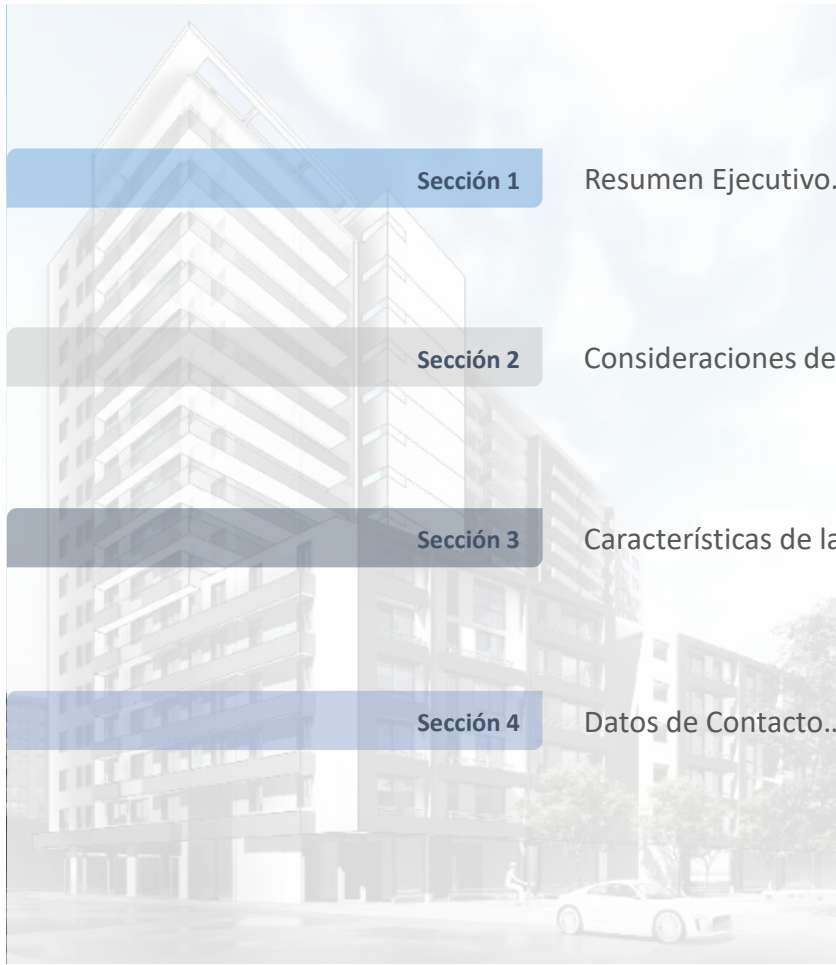 Sección 1 Resumen Ejecutivo.
Sección 2 Consideraciones de
Sección 3 Características de la
Sección 4 Datos de Contacto..